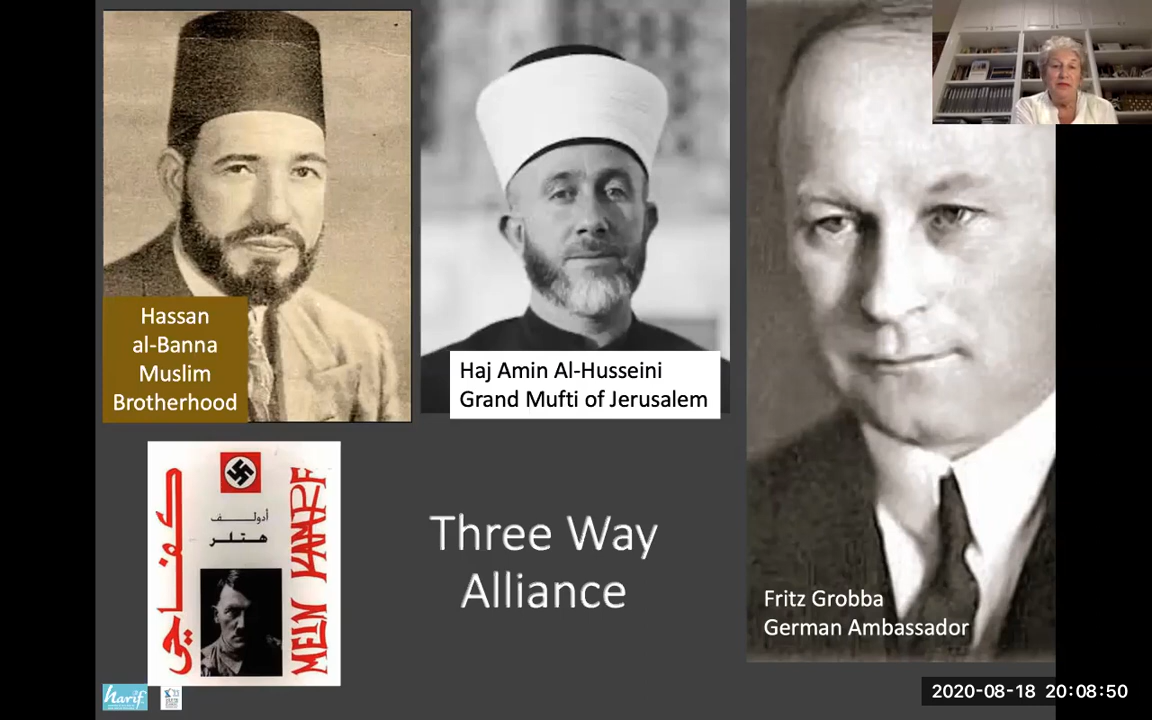 Hassan
al-Banna
Muslim
Brotherhood
Haj Amin Al-Husseini
Grand Mufti of Jerusalem
كفاحي
أدولف
هتلر
MEIN KAMPF
Three Way
Alliance
Fritz Grobba
German Ambassador
harif
2020-08-18 20:08:50